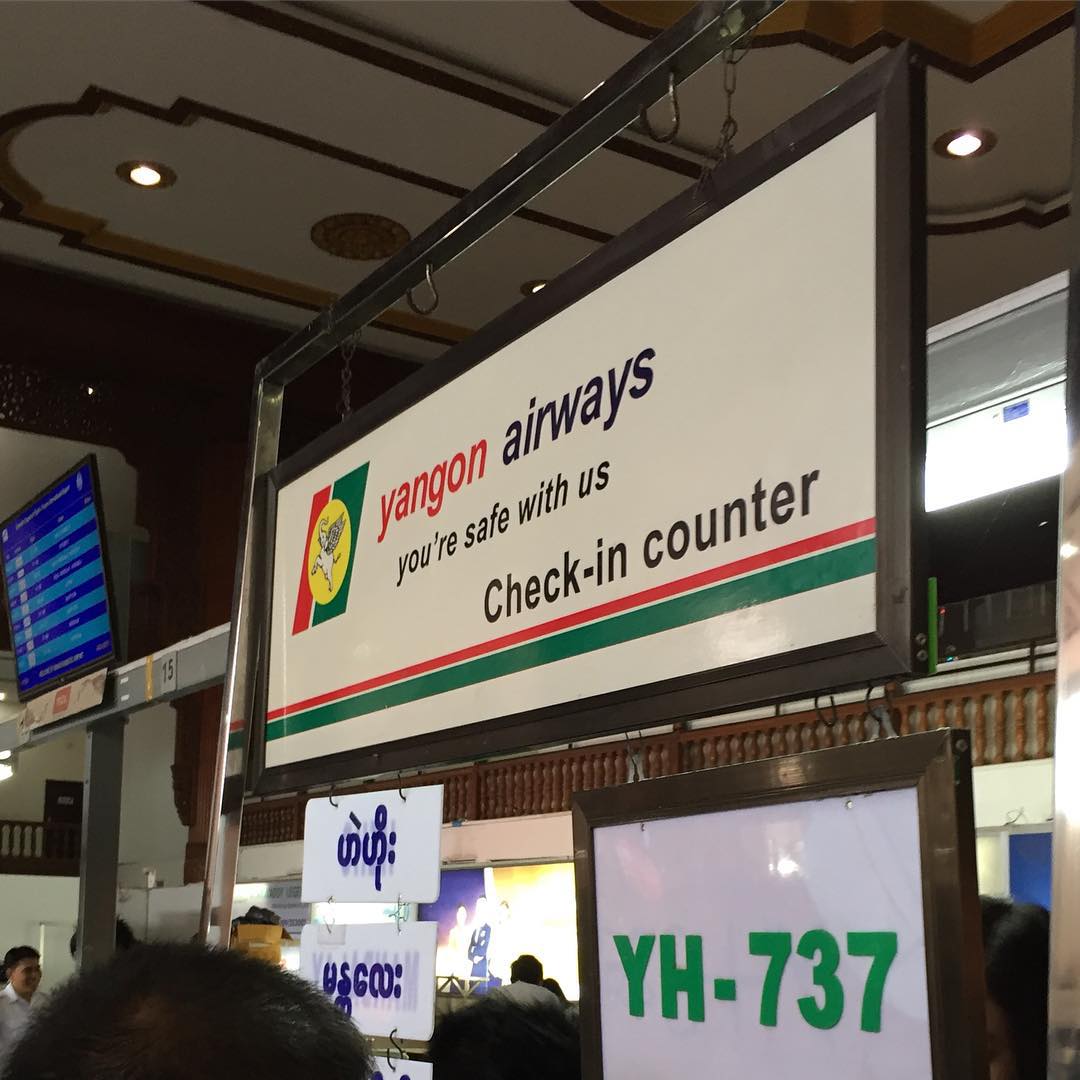 yangon airways
you're safe with us
Check-in counter
15
ဟဲဟိုး
မန္တလေး
YH-737